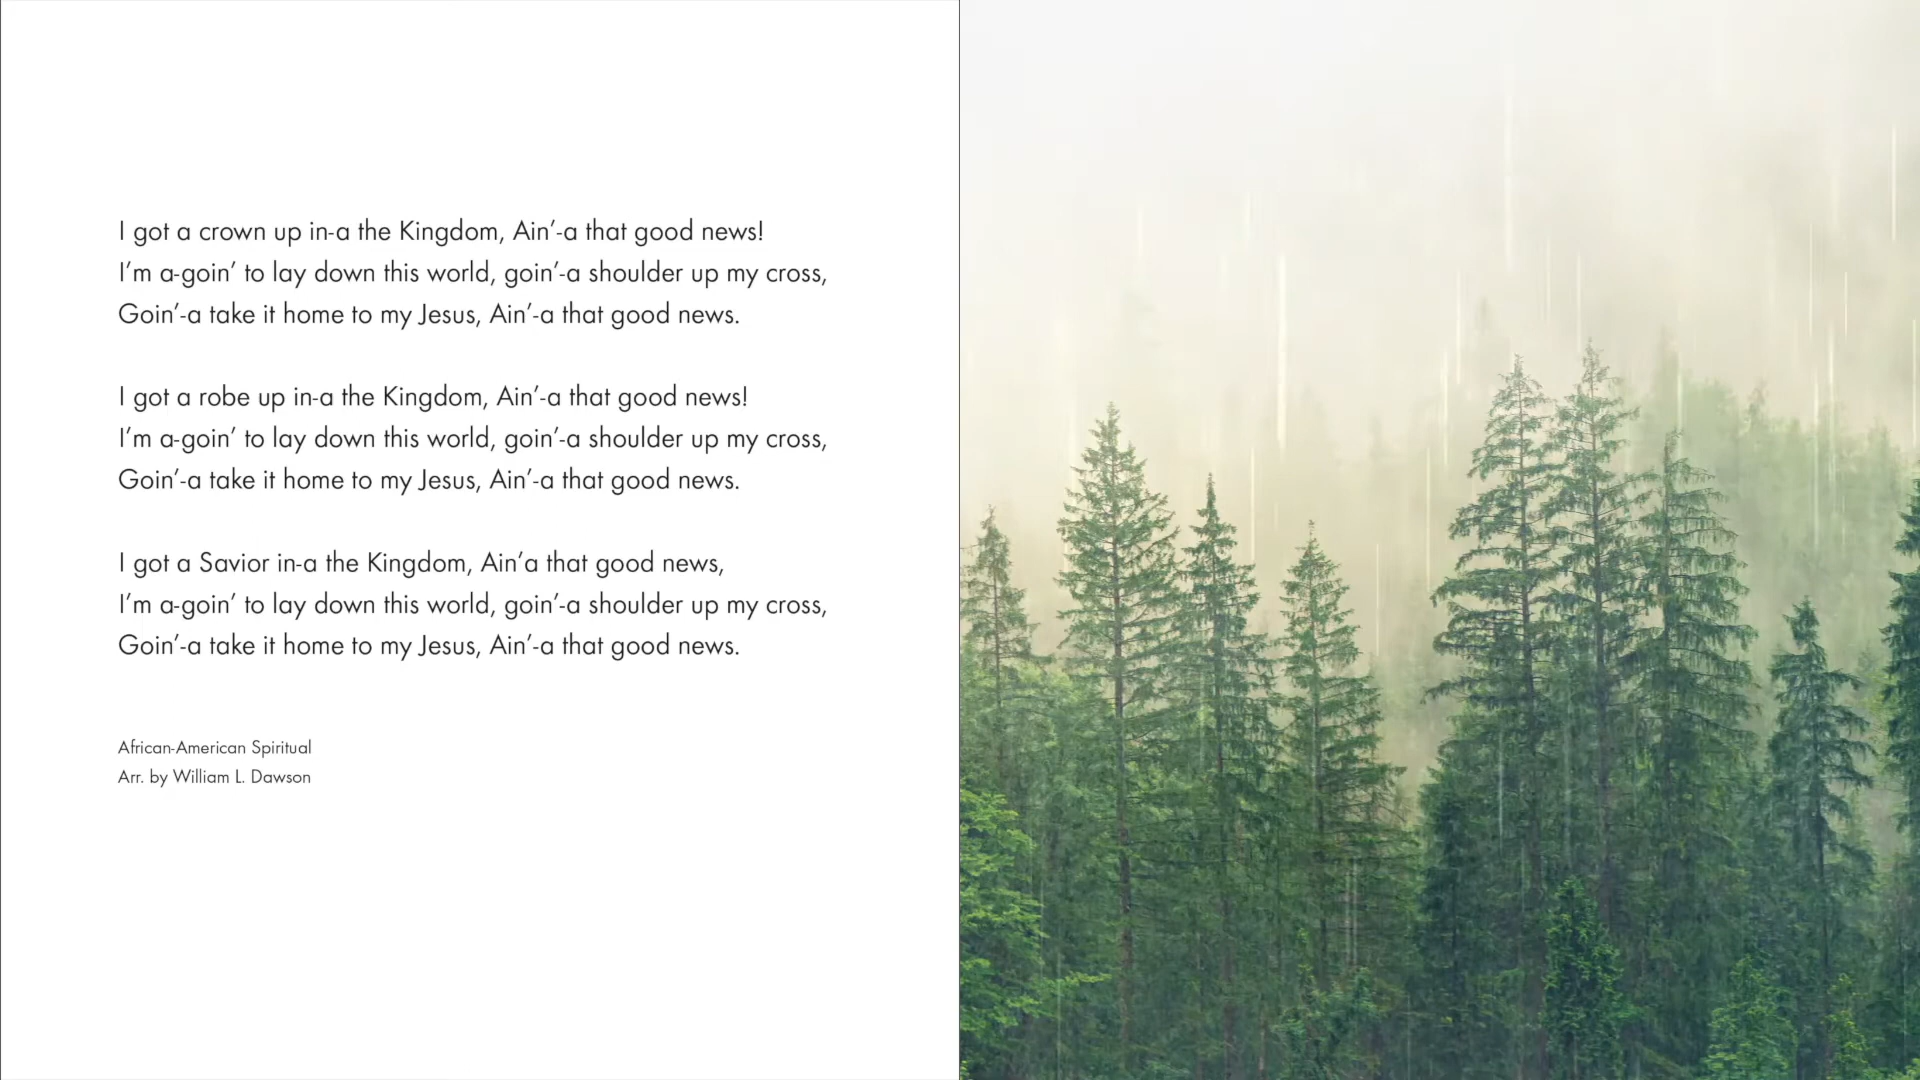 I got a crown up in-a the Kingdom, Ain’-a that good news!
I’m a-goin’ to lay down this world, goin’-a shoulder up my cross,
Goin’-a take it home to my Jesus, Ain’-a that good news.
I got a robe up in-a the Kingdom, Ain’-a that good news!
I’m a-goin’ to lay down this world, goin’-a shoulder up my cross,
Goin’-a take it home to my Jesus, Ain’-a that good news.
I got a Savior in-a the Kingdom, Ain’a that good news,
I’m a-goin’ to lay down this world, goin’-a shoulder up my cross,
Goin’-a take it home to my Jesus, Ain’-a that good news.
African-American Spiritual
Arr. by William L. Dawson